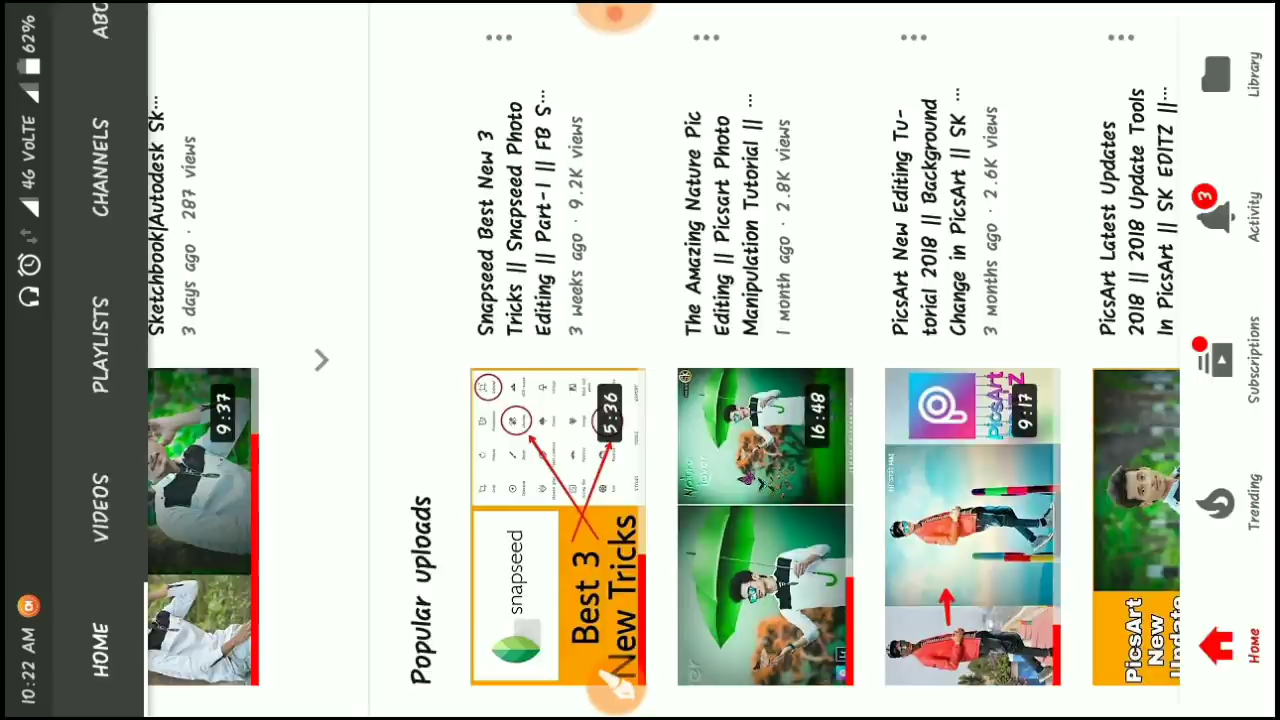 10:22 AM
4G VoLTE
62%
HOME
VIDEOS
PLAYLISTS
CHANNELS
ABO
Sketchbook|Autodesk Sk...
3 days ago · 287 views
9:37
Popular uploads
snapseed
Best 3
New Tricks
5:36
Snapseed Best New 3
Tricks || Snapseed Photo
Editing || Part-1 || FB S...
3 weeks ago · 9.2K views
Nature
lover
16:48
The Amazing Nature Pic
Editing || Picsart Photo
Manipulation Tutorial || ...
1 month ago · 2.8K views
PICSART
9:17
PicsArt New Editing Tu-
torial 2018 || Background
Change in PicsArt || SK ...
3 months ago · 2.6K views
PicsArt
New
Update
PicsArt Latest Updates
2018 || 2018 Update Tools
In PicsArt || SK EDITZ ||...
Home
Trending
Subscriptions
3
Activity
Library